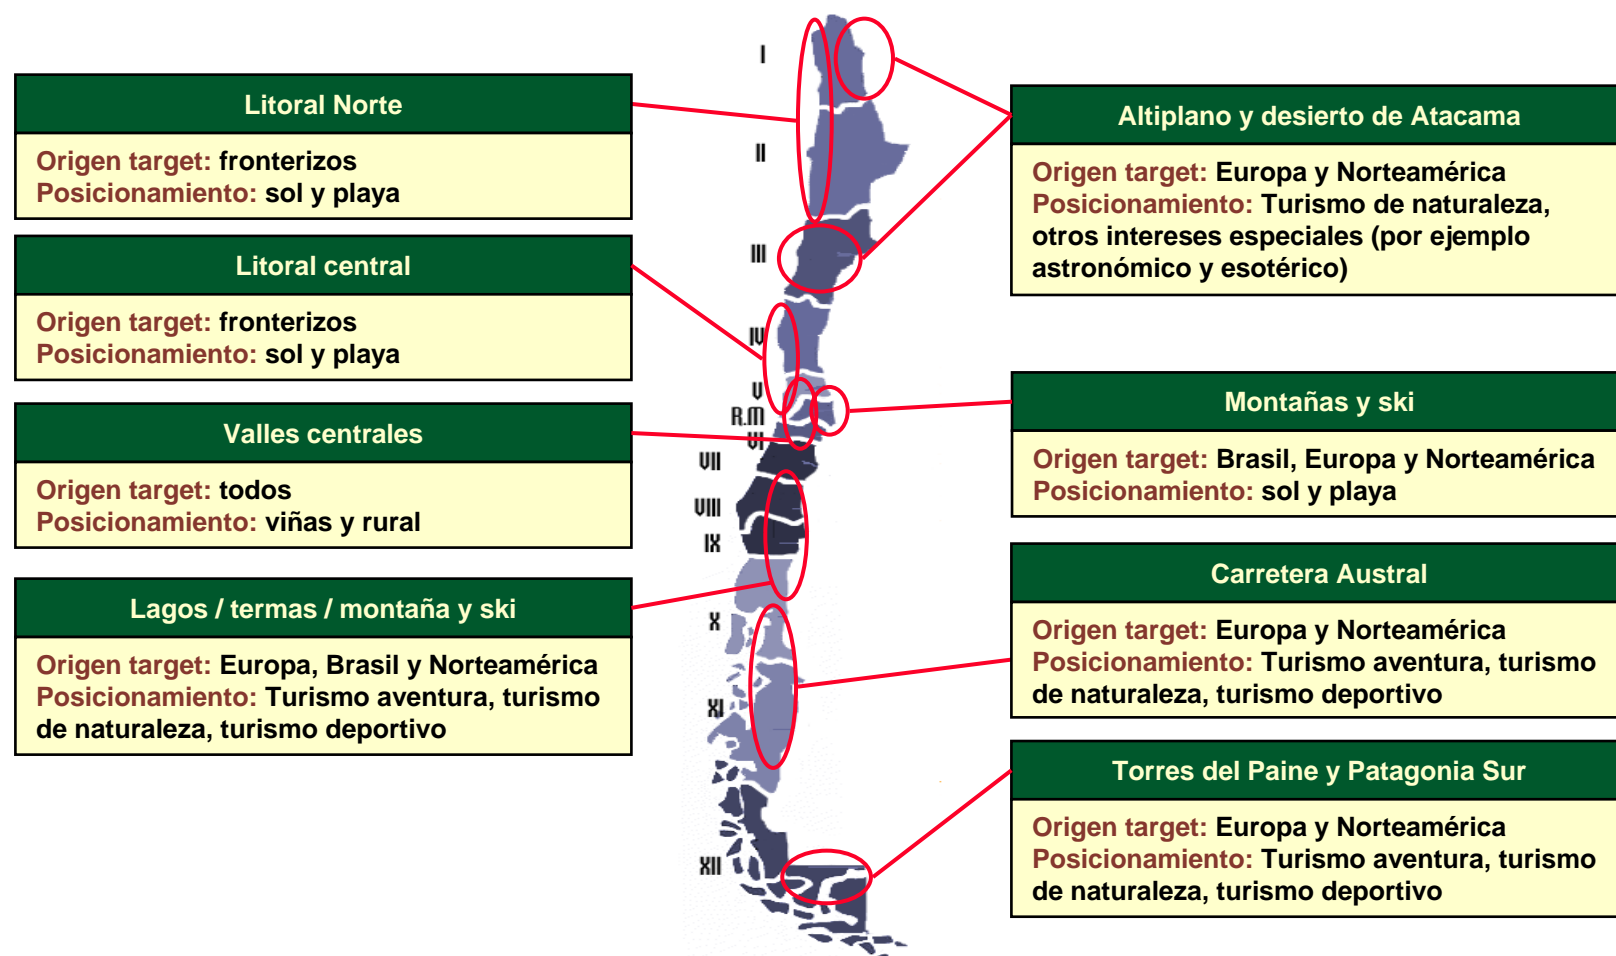 Litoral Norte
Origen target: fronterizos
Posicionamiento: sol y playa
Litoral central
Origen target: fronterizos
Posicionamiento: sol y playa
Valles centrales
Origen target: todos
Posicionamiento: viñas y rural
Lagos / termas / montaña y ski
Origen target: Europa, Brasil y Norteamérica
Posicionamiento: Turismo aventura, turismo
de naturaleza, turismo deportivo
I
II
III
IV
V
R.M
VI
VII
VIII
IX
X
XI
XII
Altiplano y desierto de Atacama
Origen target: Europa y Norteamérica
Posicionamiento: Turismo de naturaleza,
otros intereses especiales (por ejemplo
astronómico y esotérico)
Montañas y ski
Origen target: Brasil, Europa y Norteamérica
Posicionamiento: sol y playa
Carretera Austral
Origen target: Europa y Norteamérica
Posicionamiento: Turismo aventura, turismo
de naturaleza, turismo deportivo
Torres del Paine y Patagonia Sur
Origen target: Europa y Norteamérica
Posicionamiento: Turismo aventura, turismo
de naturaleza, turismo deportivo